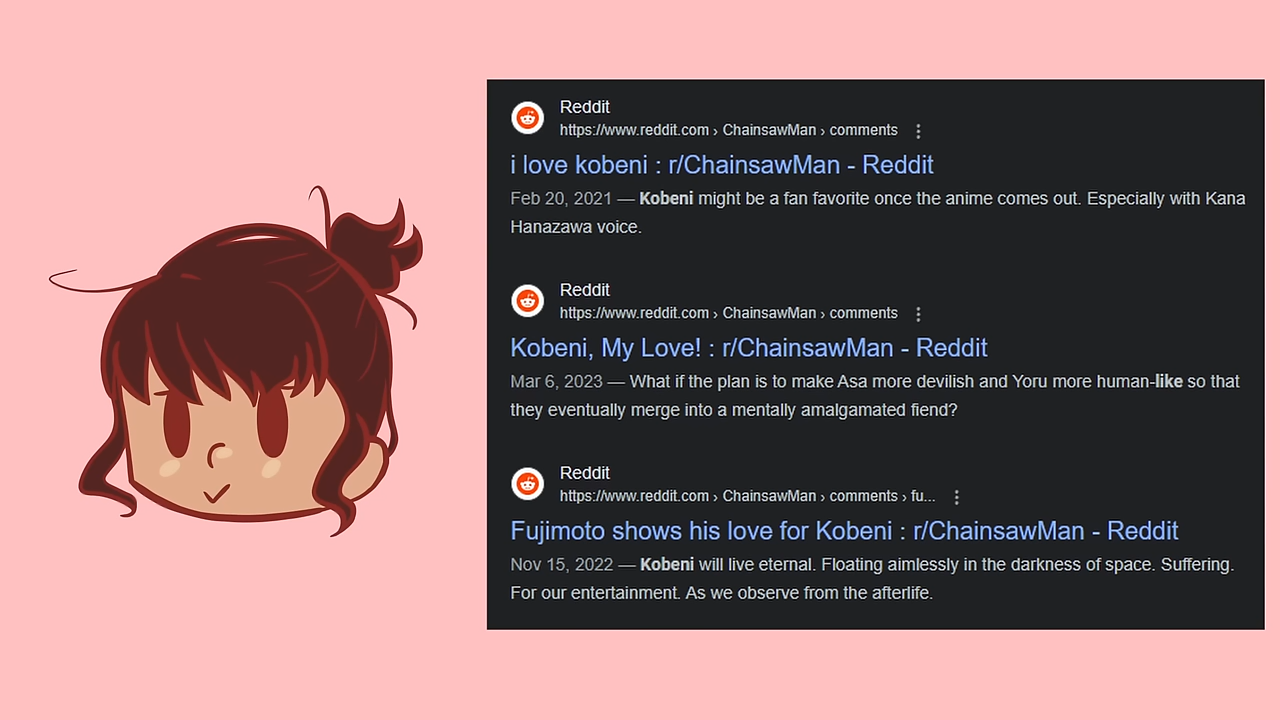 Reddit
https://www.reddit.com › ChainsawMan › comments
i love kobeni : r/ChainsawMan - Reddit
Feb 20, 2021 — Kobeni might be a fan favorite once the anime comes out. Especially with Kana
Hanazawa voice.
Reddit
https://www.reddit.com › ChainsawMan › comments
Kobeni, My Love! : r/ChainsawMan - Reddit
Mar 6, 2023 — What if the plan is to make Asa more devilish and Yoru more human-like so that
they eventually merge into a mentally amalgamated fiend?
Reddit
https://www.reddit.com › ChainsawMan › comments › fu...
Fujimoto shows his love for Kobeni : r/ChainsawMan - Reddit
Nov 15, 2022 — Kobeni will live eternal. Floating aimlessly in the darkness of space. Suffering.
For our entertainment. As we observe from the afterlife.